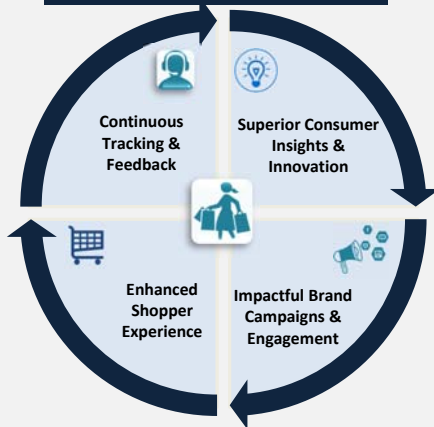 Continuous
Tracking &
Feedback
Superior Consumer
Insights &
Innovation
Enhanced
Shopper
Experience
Impactful Brand
Campaigns &
Engagement